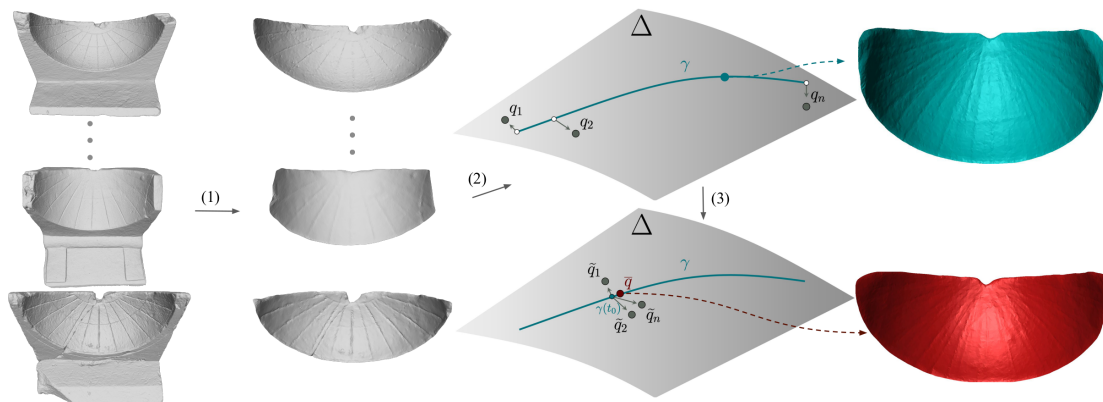 Δ
γ
q₁
q₂
qₙ
(1)
(2)
(3)
Δ
γ
q̃₁
q̄
γ(t₀)
q̃₂
q̃ₙ